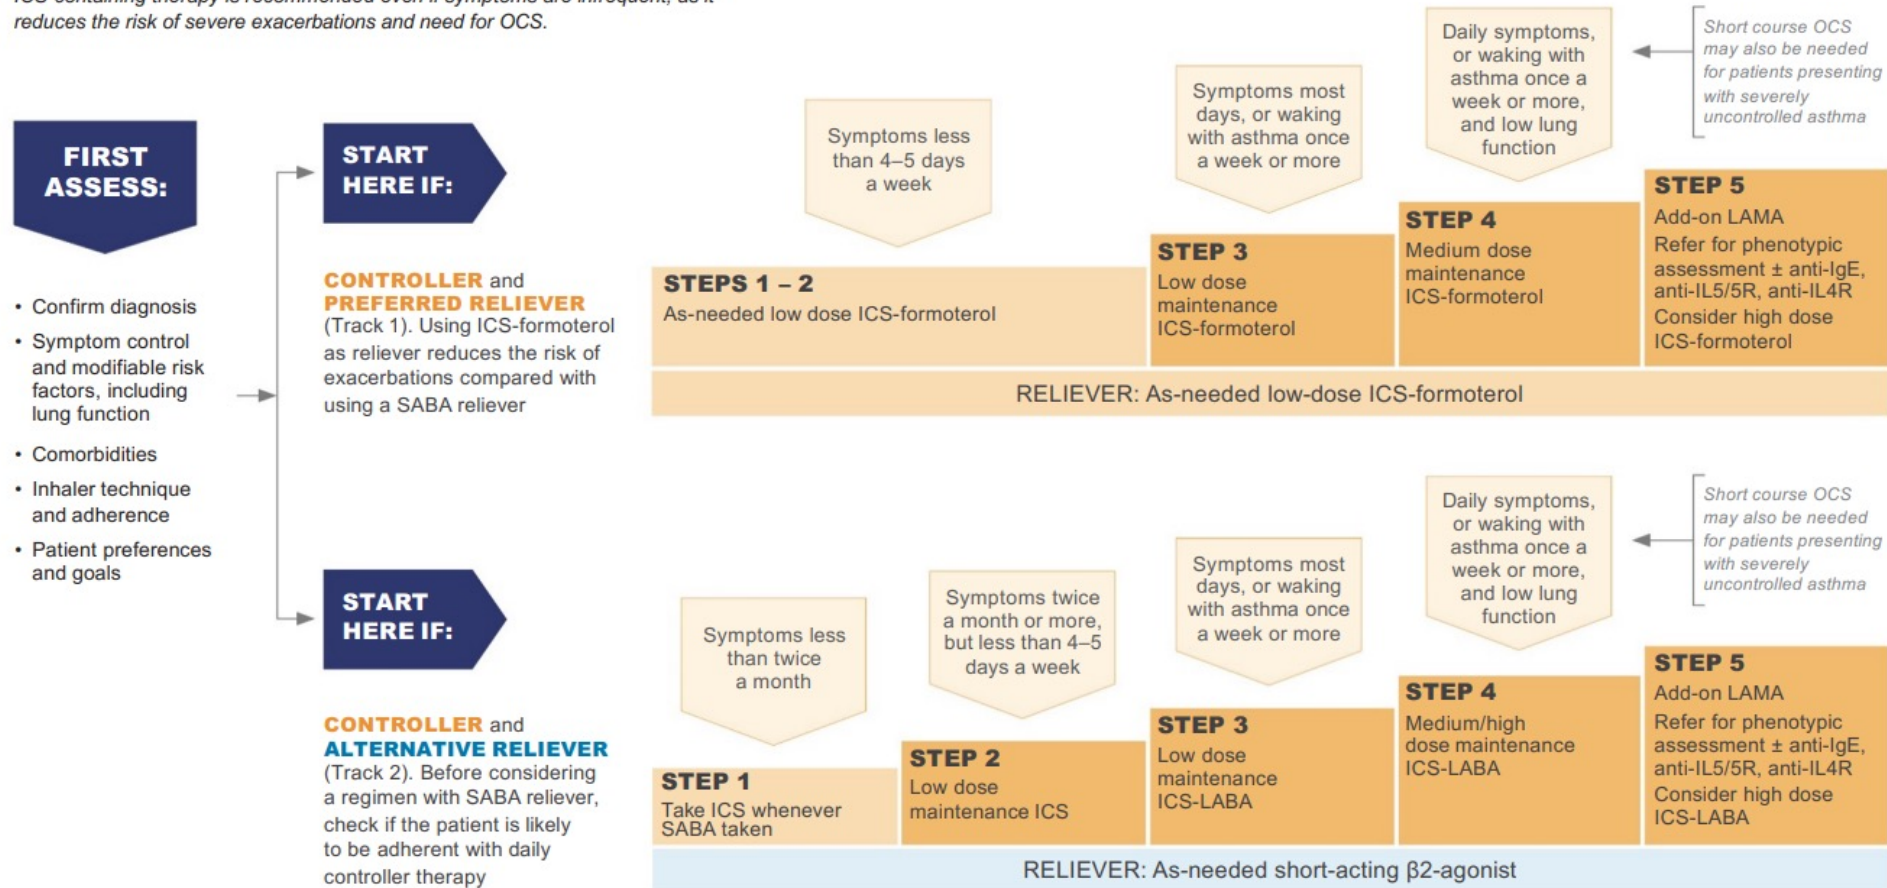 reduces the risk of severe exacerbations and need for OCS.
FIRST
ASSESS:
• Confirm diagnosis
• Symptom control
and modifiable risk
factors, including
lung function
• Comorbidities
• Inhaler technique
and adherence
• Patient preferences
and goals
START
HERE IF:
CONTROLLER and
PREFERRED RELIEVER
(Track 1). Using ICS-formoterol
as reliever reduces the risk of
exacerbations compared with
using a SABA reliever
Symptoms less
than 4–5 days
a week
Symptoms most
days, or waking
with asthma once
a week or more
Daily symptoms,
or waking with
asthma once a
week or more,
and low lung
function
Short course OCS
may also be needed
for patients presenting
with severely
uncontrolled asthma
STEPS 1 – 2
As-needed low dose ICS-formoterol
STEP 3
Low dose
maintenance
ICS-formoterol
STEP 4
Medium dose
maintenance
ICS-formoterol
STEP 5
Add-on LAMA
Refer for phenotypic
assessment ± anti-IgE,
anti-IL5/5R, anti-IL4R
Consider high dose
ICS-formoterol
RELIEVER: As-needed low-dose ICS-formoterol
START
HERE IF:
CONTROLLER and
ALTERNATIVE RELIEVER
(Track 2). Before considering
a regimen with SABA reliever,
check if the patient is likely
to be adherent with daily
controller therapy
Symptoms less
than twice
a month
Symptoms twice
a month or more,
but less than 4–5
days a week
Symptoms most
days, or waking
with asthma once
a week or more
Daily symptoms,
or waking with
asthma once a
week or more,
and low lung
function
Short course OCS
may also be needed
for patients presenting
with severely
uncontrolled asthma
STEP 1
Take ICS whenever
SABA taken
STEP 2
Low dose
maintenance ICS
STEP 3
Low dose
maintenance
ICS-LABA
STEP 4
Medium/high
dose maintenance
ICS-LABA
STEP 5
Add-on LAMA
Refer for phenotypic
assessment ± anti-IgE,
anti-IL5/5R, anti-IL4R
Consider high dose
ICS-LABA
RELIEVER: As-needed short-acting β2-agonist